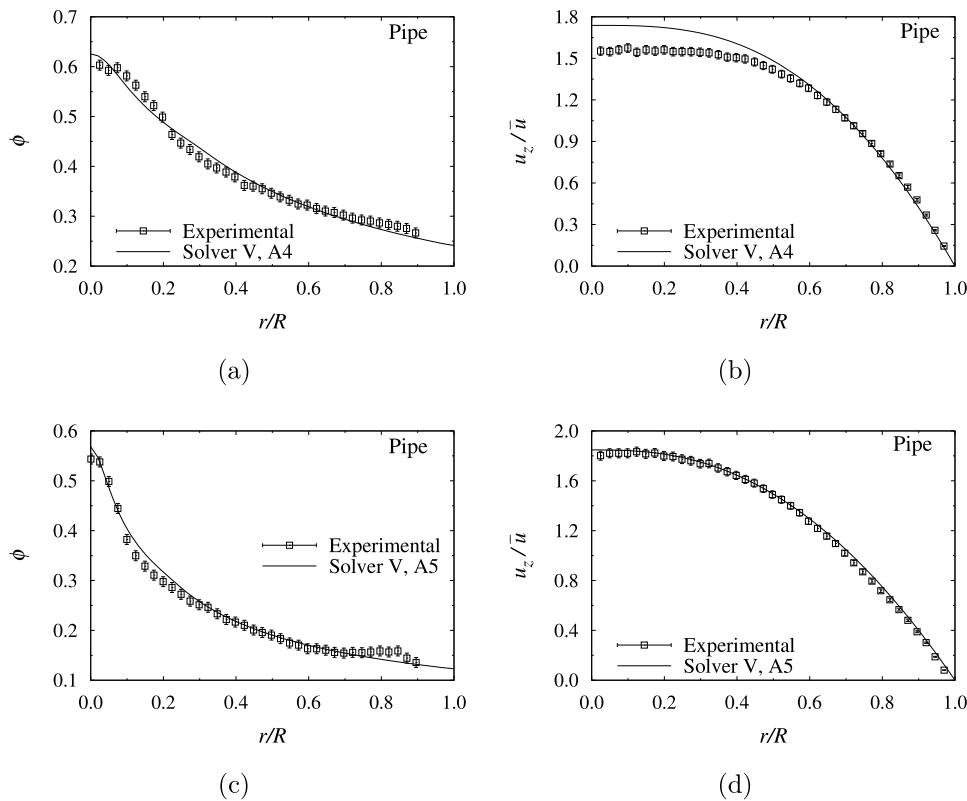 0.7
0.6
0.5
0.4
0.3
0.2
ϕ
Pipe
Experimental
Solver V, A4
0.0 0.2 0.4 0.6 0.8 1.0
r/R
(a)
1.8
1.5
1.2
0.9
0.6
0.3
0.0
u_z / ū
Pipe
Experimental
Solver V, A4
0.0 0.2 0.4 0.6 0.8 1.0
r/R
(b)
0.6
0.5
0.4
0.3
0.2
0.1
ϕ
Pipe
Experimental
Solver V, A5
0.0 0.2 0.4 0.6 0.8 1.0
r/R
(c)
2.0
1.6
1.2
0.8
0.4
0.0
u_z / ū
Pipe
Experimental
Solver V, A5
0.0 0.2 0.4 0.6 0.8 1.0
r/R
(d)